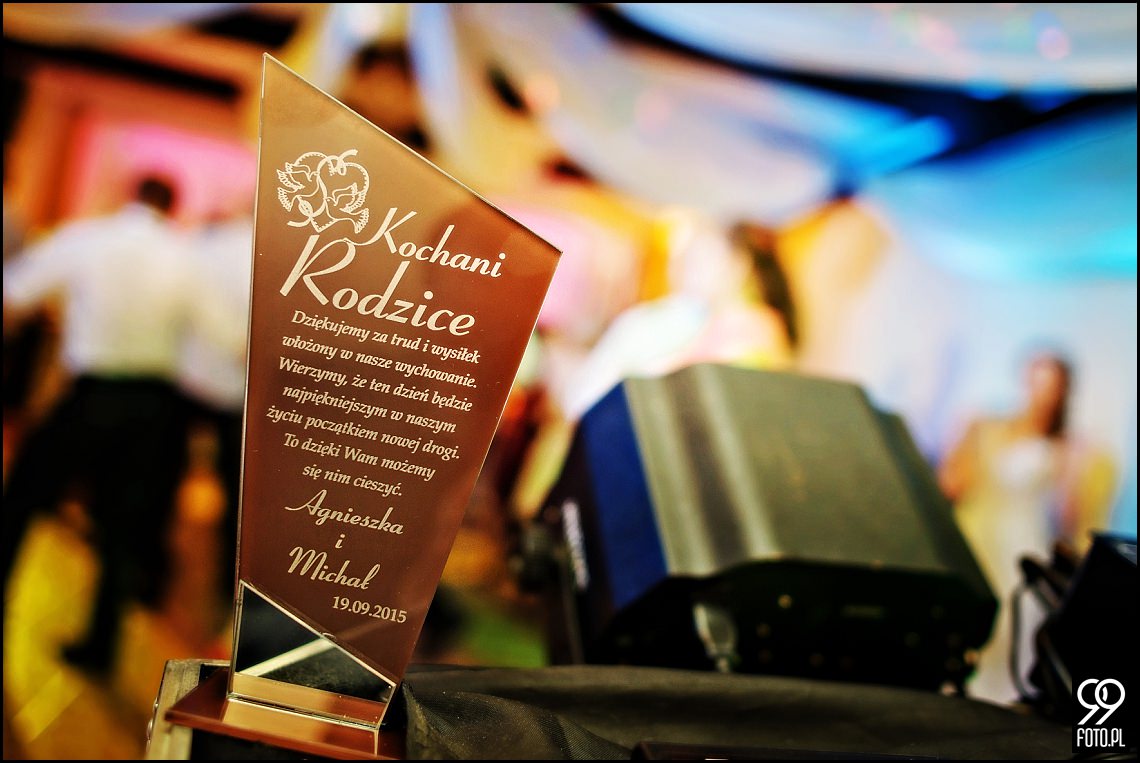 Kochani
Rodzice
Dziękujemy za trud i wysiłek
włożony w nasze wychowanie.
Wierzymy, że ten dzień będzie
najpiękniejszym w naszym
życiu początkiem nowej drogi.
To dzięki Wam możemy
się nim cieszyć.
Agnieszka
i
Michał
19.09.2015
99
FOTO.PL